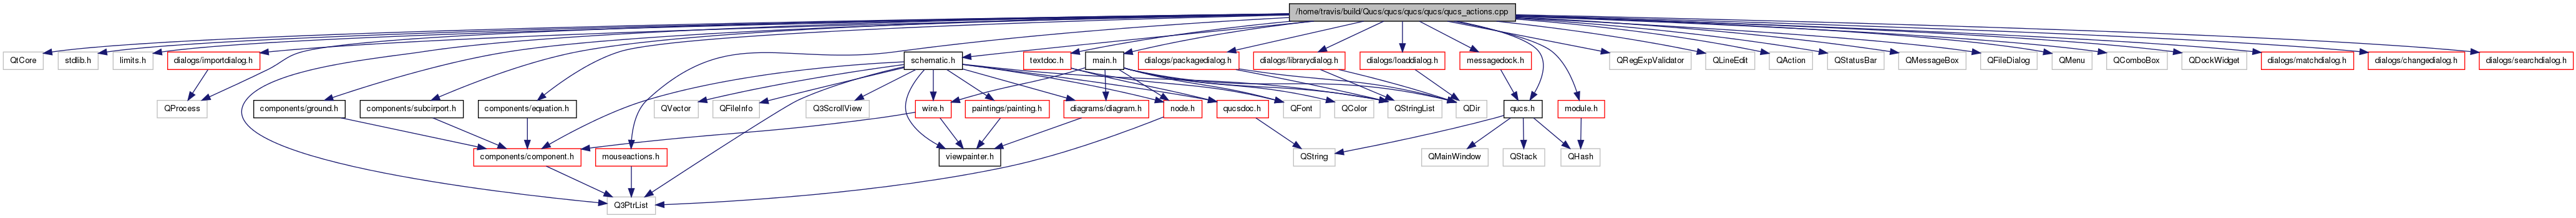 /home/travis/build/Qucs/qucs/qucs/qucs/qucs_actions.cpp
QtCore
stdlib.h
limits.h
dialogs/importdialog.h
schematic.h
textdoc.h
main.h
dialogs/packagedialog.h
dialogs/librarydialog.h
dialogs/loaddialog.h
messagedock.h
QRegExpValidator
QLineEdit
QAction
QStatusBar
QMessageBox
QFileDialog
QMenu
QComboBox
QDockWidget
dialogs/matchdialog.h
dialogs/changedialog.h
dialogs/searchdialog.h
QProcess
components/ground.h
components/subcirport.h
components/equation.h
QVector
QFileInfo
Q3ScrollView
wire.h
paintings/painting.h
diagrams/diagram.h
node.h
qucsdoc.h
QFont
QColor
QStringList
QDir
qucs.h
module.h
components/component.h
mouseactions.h
viewpainter.h
QString
QMainWindow
QStack
QHash
Q3PtrList